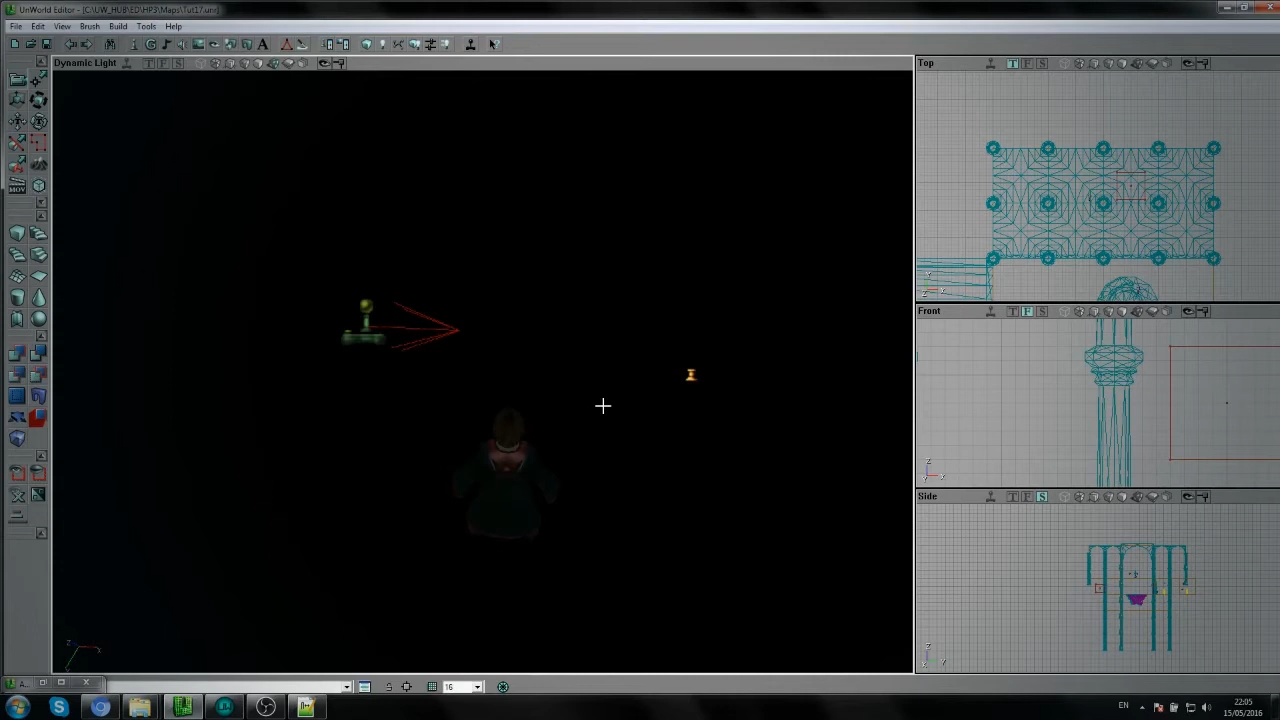 UnWorld Editor - [C:\UW_HUB\ED\HP3\Maps\Tut17.unr]
File Edit View Brush Build Tools Help
Dynamic Light
T F S
Top
T F S
MOV
Front
T F S
Side
T F S
16
EN
22:05
15/05/2016